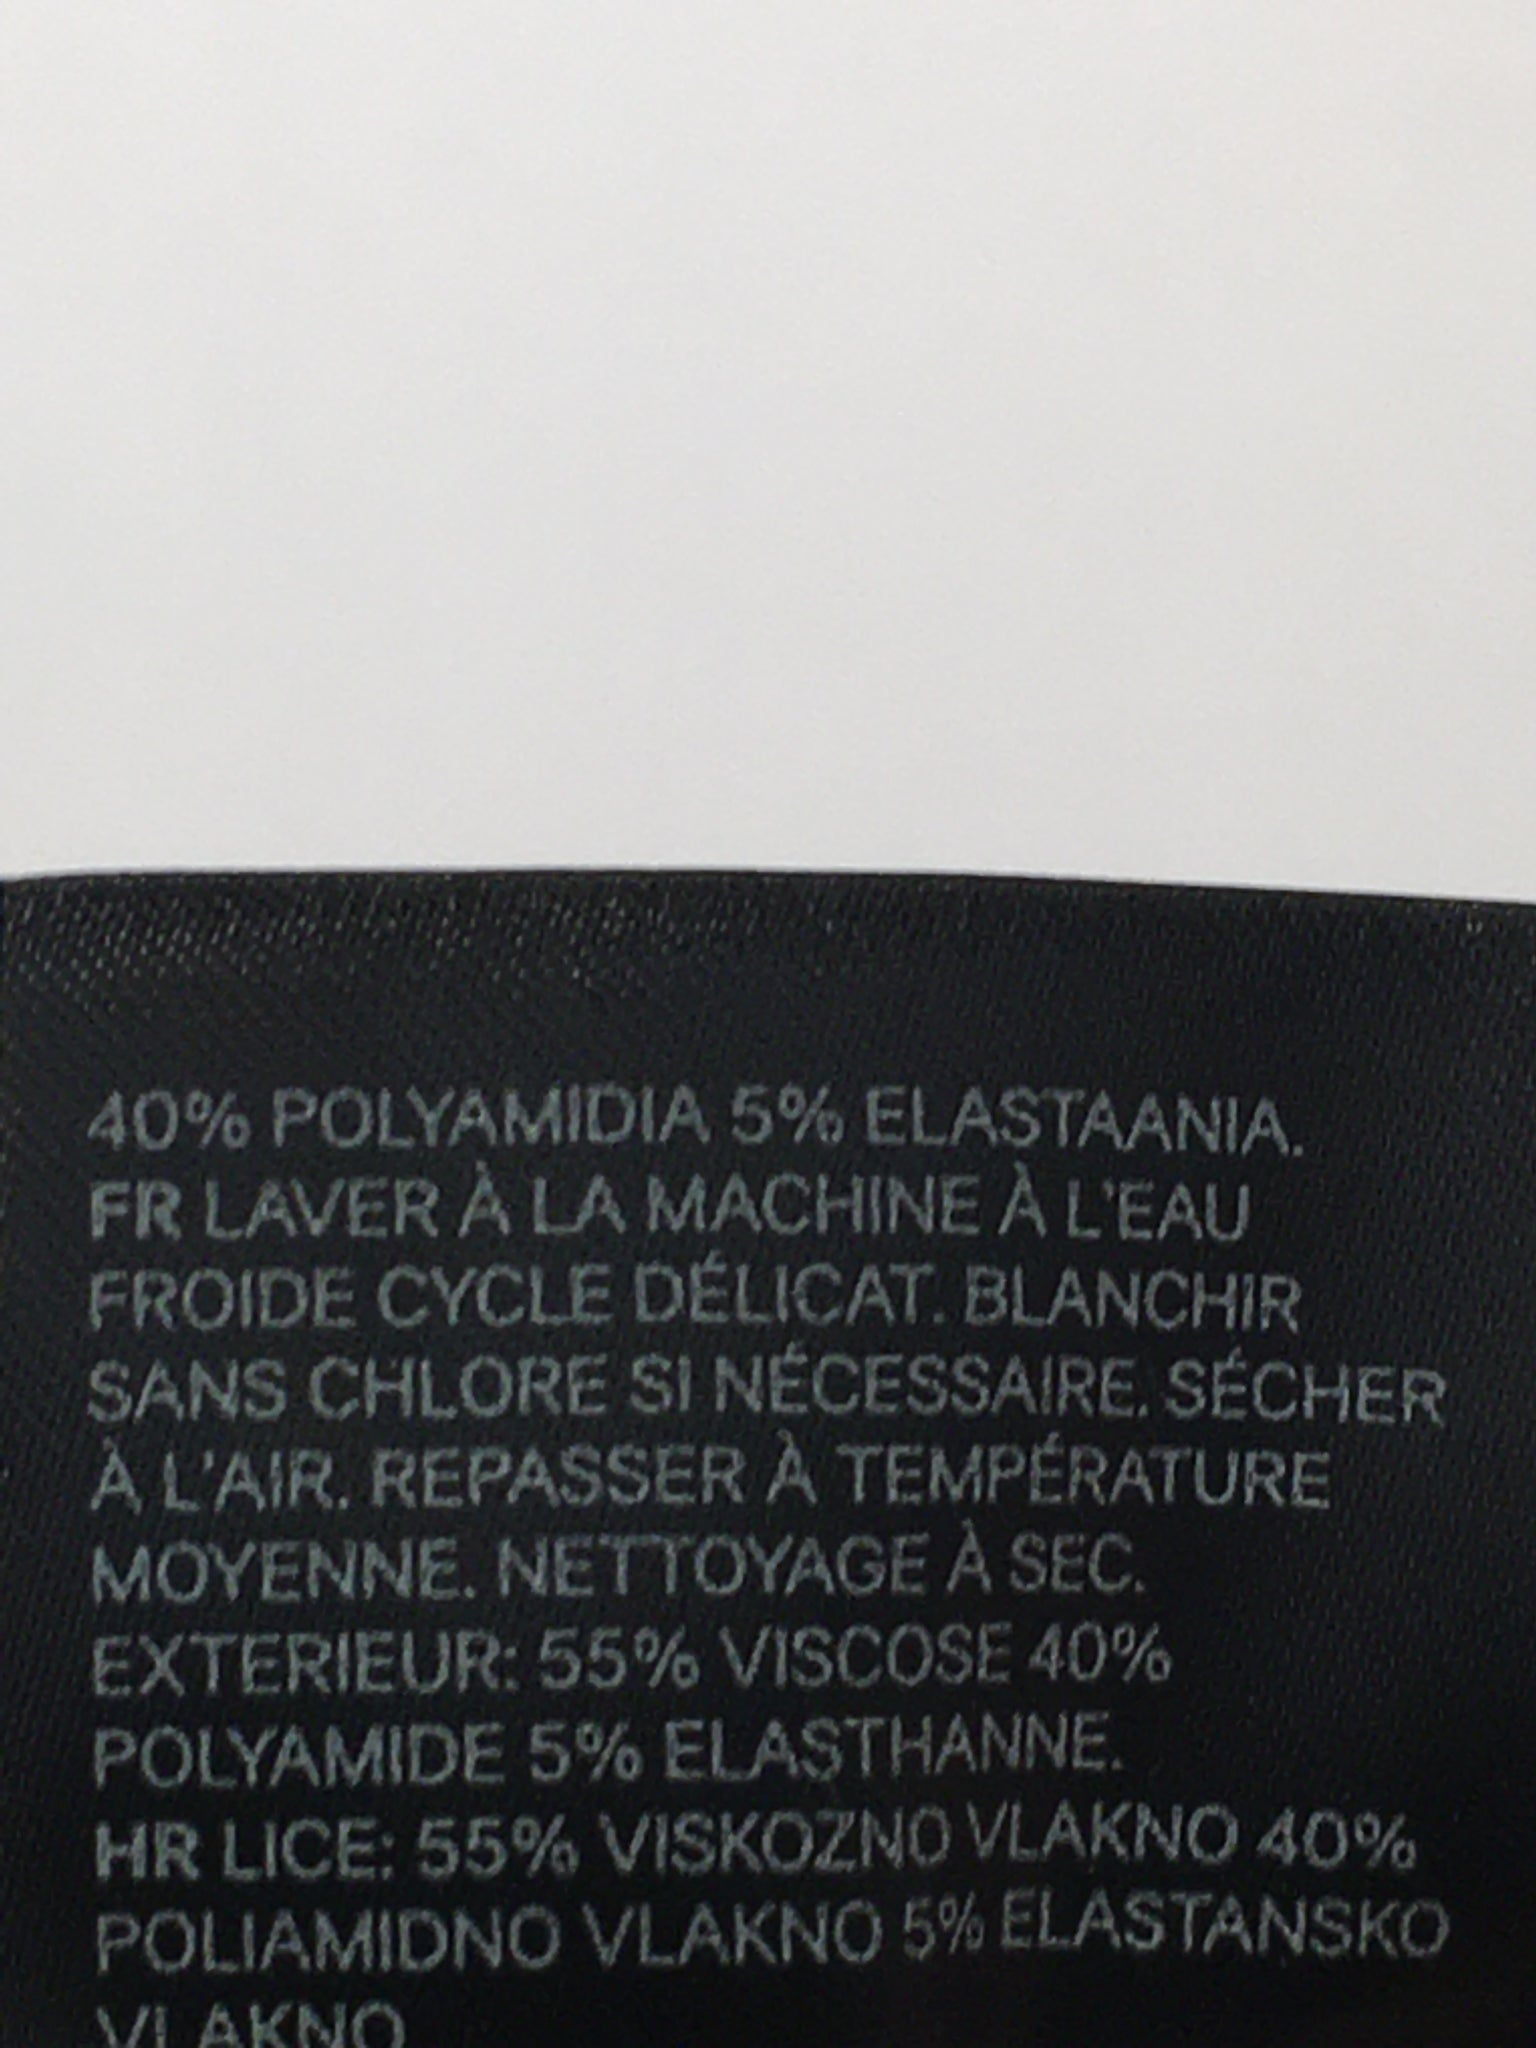 40% POLYAMIDIA 5% ELASTAANIA.
FR LAVER À LA MACHINE À L'EAU
FROIDE CYCLE DÉLICAT. BLANCHIR
SANS CHLORE SI NÉCESSAIRE. SÉCHER
À L'AIR. REPASSER À TEMPÉRATURE
MOYENNE. NETTOYAGE À SEC.
EXTERIEUR: 55% VISCOSE 40%
POLYAMIDE 5% ELASTHANNE.
HR LICE: 55% VISKOZNO VLAKNO 40%
POLIAMIDNO VLAKNO 5% ELASTANSKO
VLAKNO